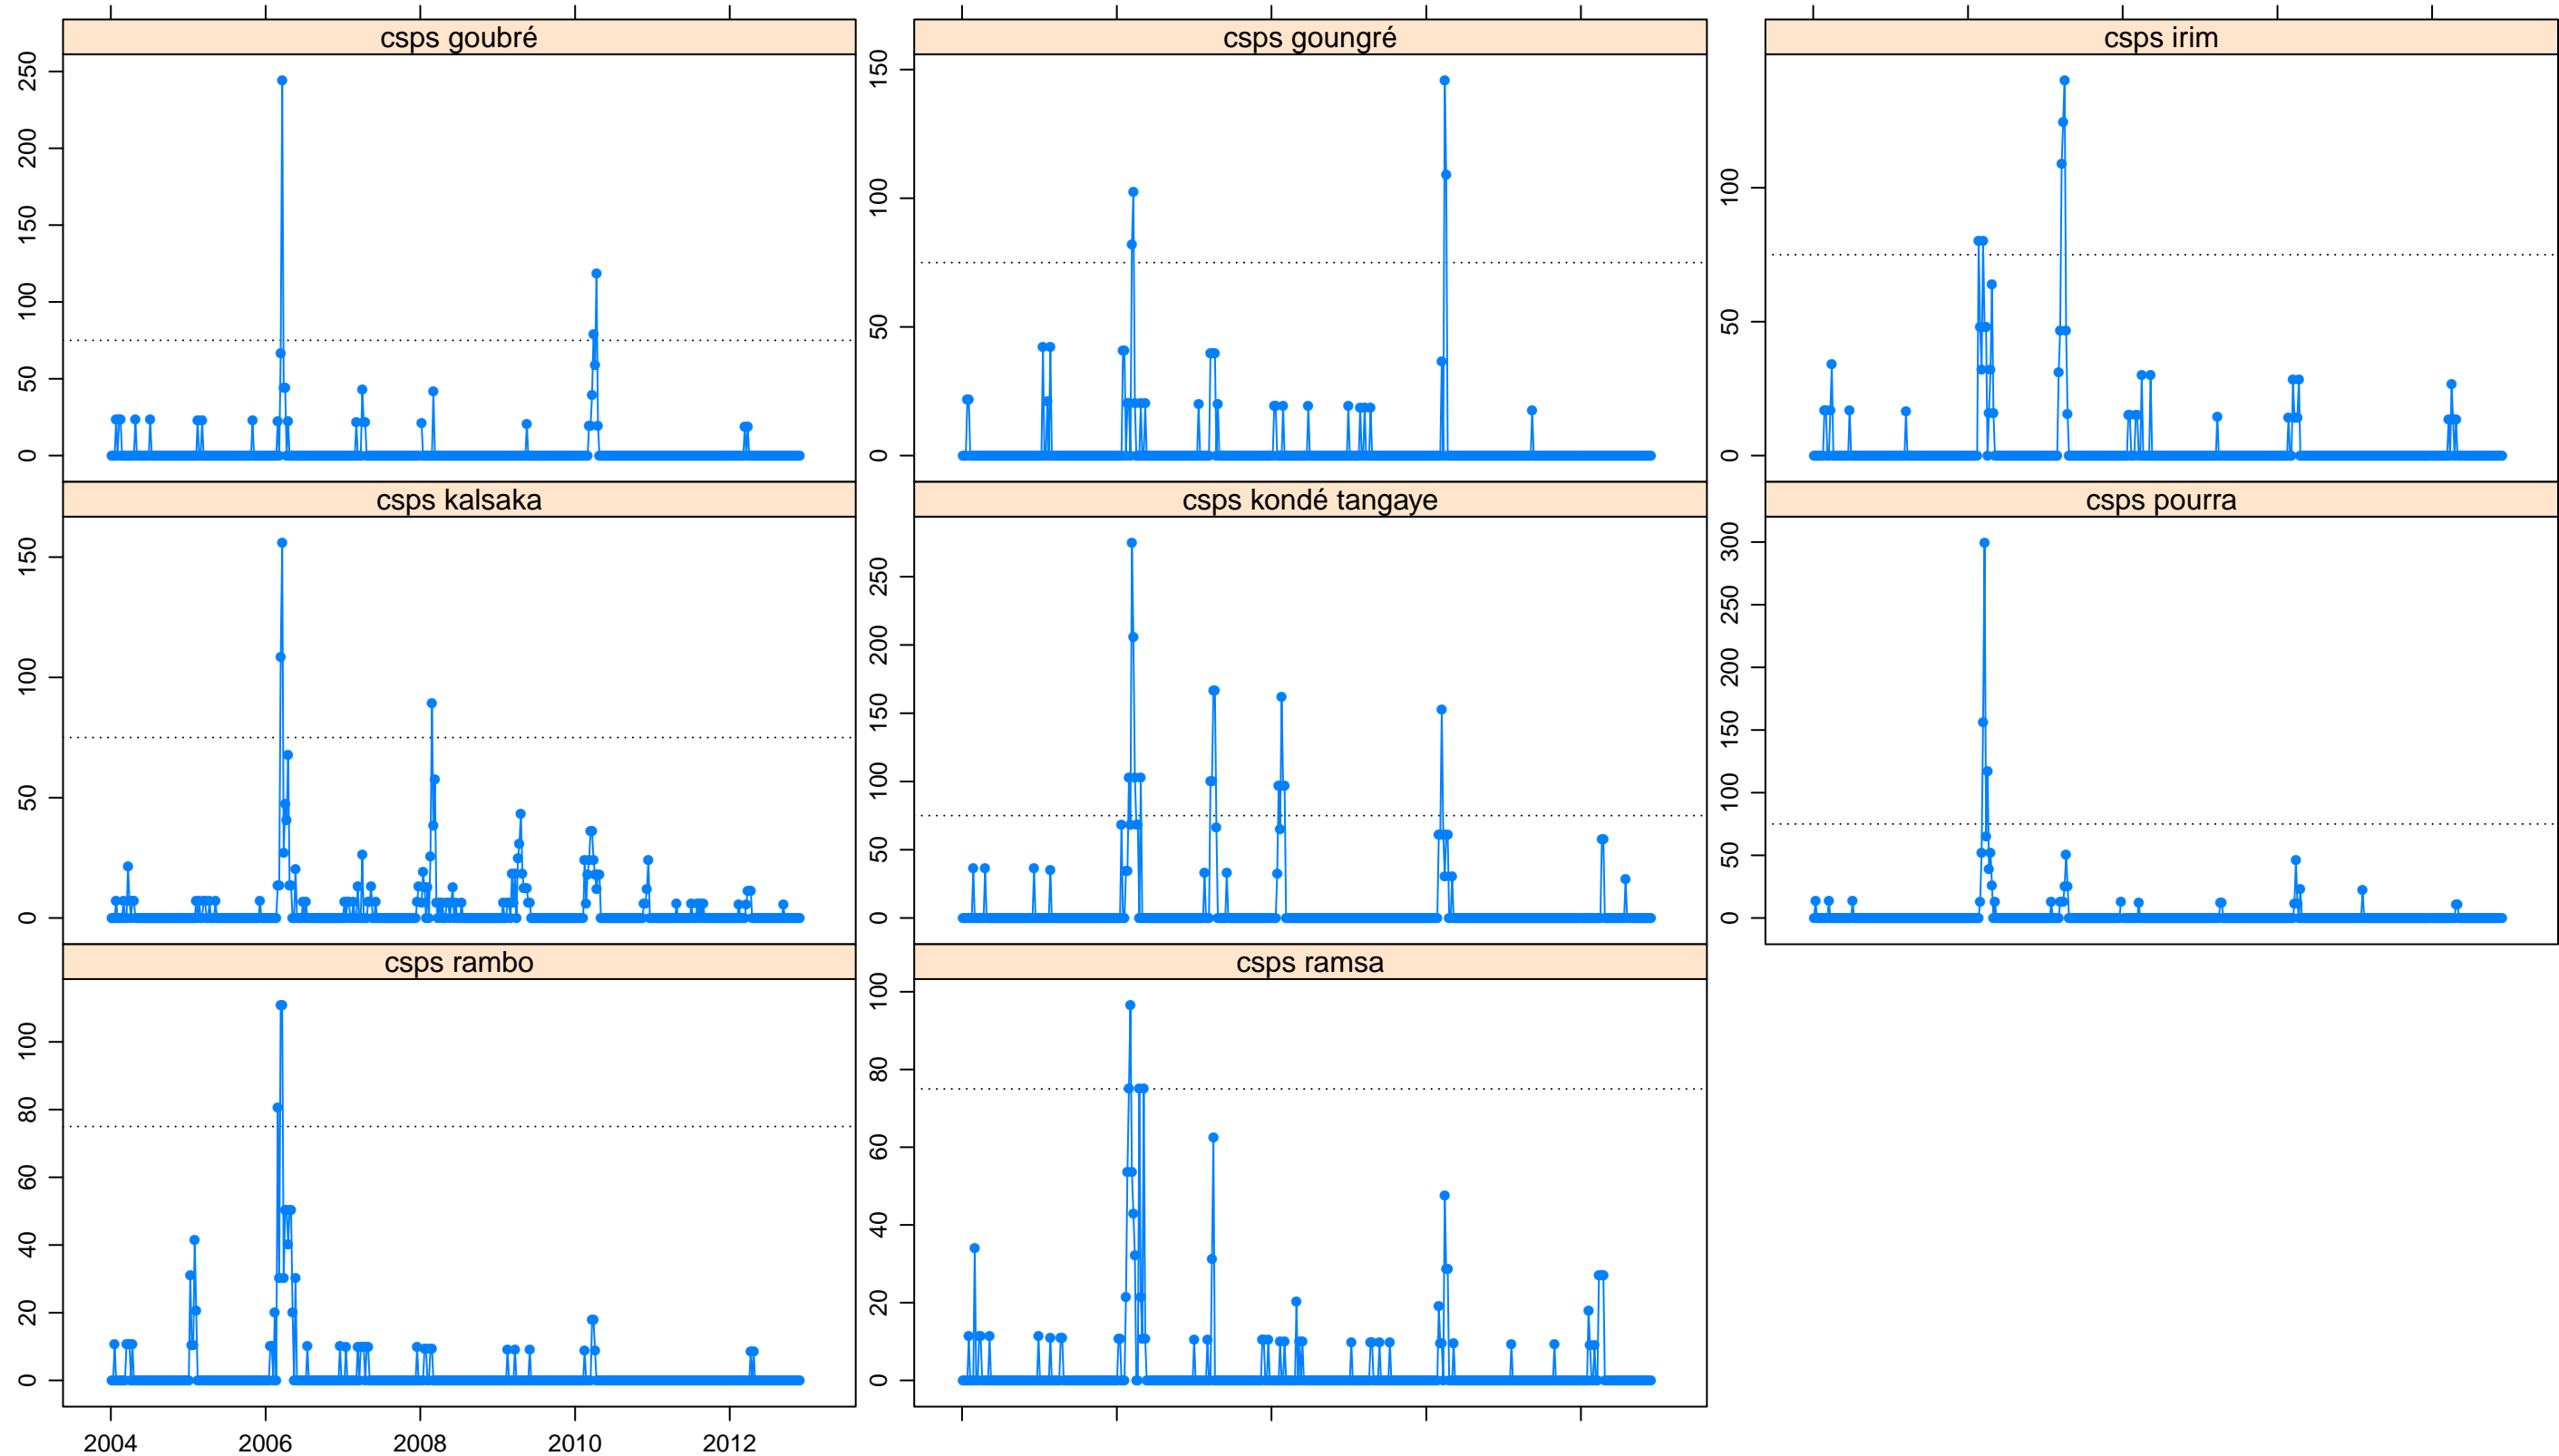 csps goubré
csps goungré
csps irim
0 50 100 150 200 250
0 50 100 150
0 50 100
csps kalsaka
csps kondé tangaye
csps pourra
0 50 100 150
0 50 100 150 200 250
0 50 100 150 200 250 300
csps rambo
csps ramsa
0 20 40 60 80 100
0 20 40 60 80 100
2004 2006 2008 2010 2012